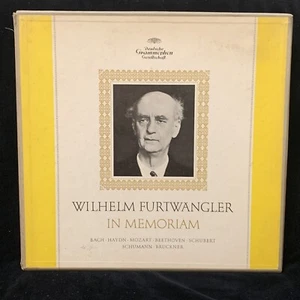 Deutsche
Grammophon
Gesellschaft
WILHELM FURTWANGLER
IN MEMORIAM
BACH · HAYDN · MOZART · BEETHOVEN · SCHUBERT
SCHUMANN · BRUCKNER